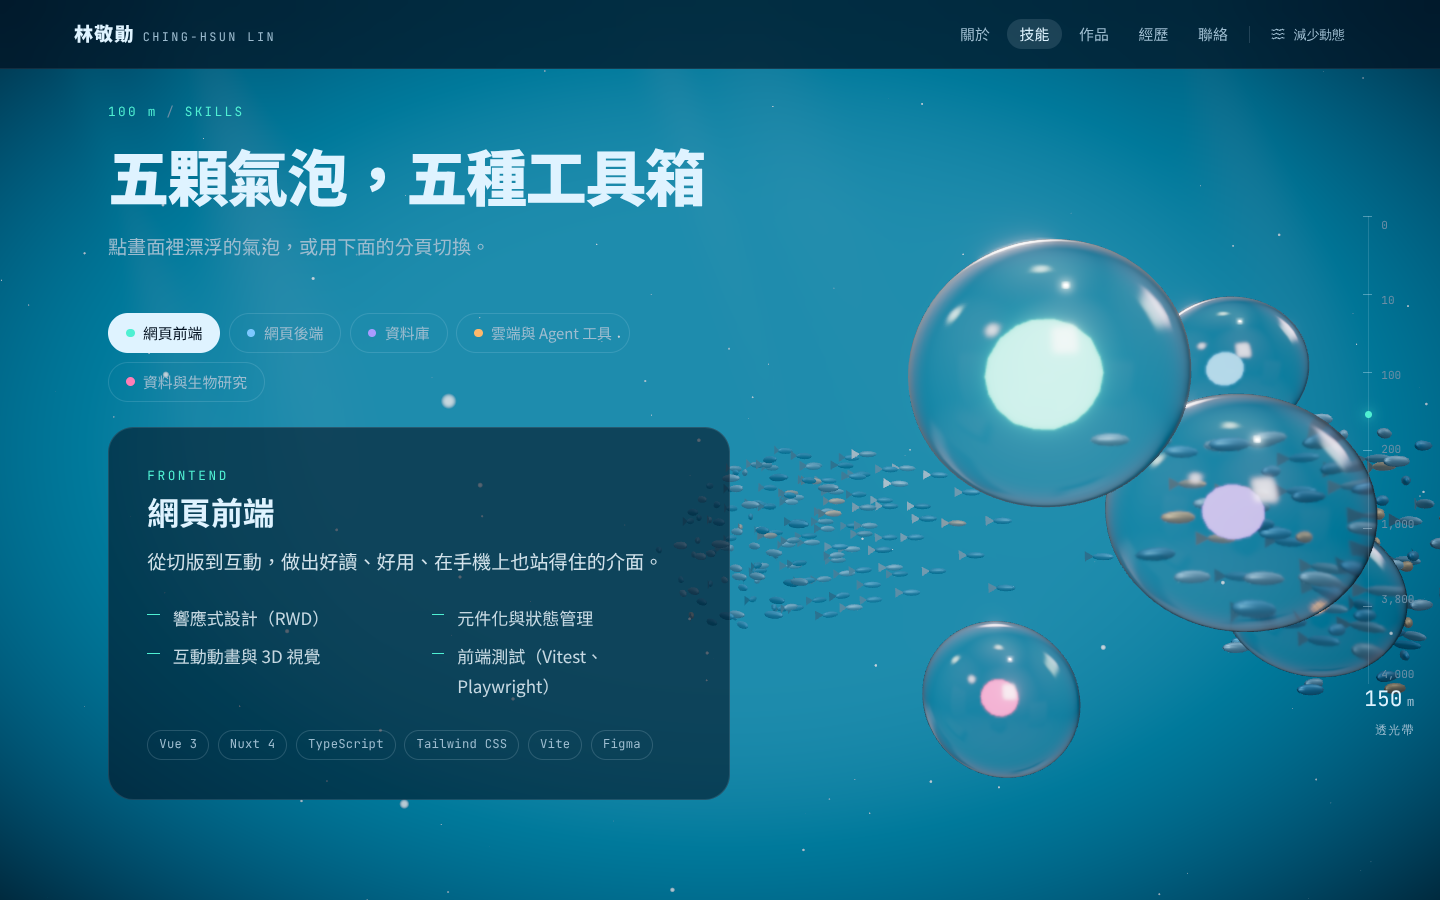 林敬勛 CHING-HSUN LIN
關於 技能 作品 經歷 聯絡 減少動態
100 m / SKILLS
五顆氣泡，五種工具箱
點畫面裡漂浮的氣泡，或用下面的分頁切換。
網頁前端 網頁後端 資料庫 雲端與 Agent 工具
資料與生物研究
FRONTEND
網頁前端
從切版到互動，做出好讀、好用、在手機上也站得住的介面。
響應式設計（RWD） 元件化與狀態管理
互動動畫與 3D 視覺 前端測試（Vitest、
Playwright）
Vue 3 Nuxt 4 TypeScript Tailwind CSS Vite Figma
0
10
100
200
1,000
3,800
4,000
150 m
透光帶